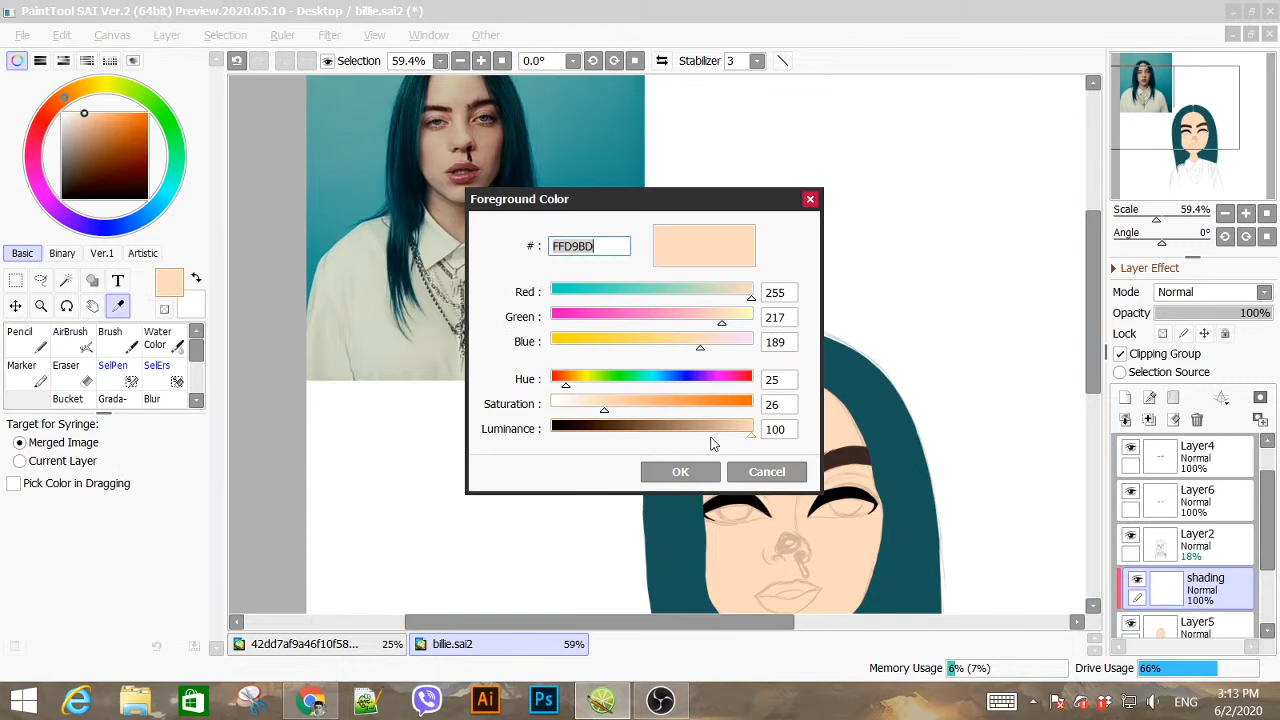 PaintTool SAI Ver.2 (64bit) Preview.2020.05.10 - Desktop / billie.sai2 (*)
File Edit Canvas Layer Selection Ruler Filter View Window Other
Selection 59.4% 0.0° Stabilizer 3
Foreground Color
# : FFD9BD
Red : 255
Green : 217
Blue : 189
Hue : 25
Saturation : 26
Luminance : 100
OK Cancel
Basic Binary Ver.1 Artistic
T
Pencil AirBrush Brush Water Color
Marker Eraser SelPen SelErs
Bucket Grada- Blur
Target for Syringe:
Merged Image
Current Layer
Pick Color in Dragging
Scale 59.4%
Angle 0°
Layer Effect
Mode Normal
Opacity 100%
Lock
Clipping Group
Selection Source
Layer4
Normal
100%
Layer6
Normal
100%
Layer2
Normal
18%
shading
Normal
100%
Layer5
Normal
42dd7af9a46f10f58... 25% billie.sai2 59%
Memory Usage 6% (7%) Drive Usage 66%
Ai Ps ENG 3:13 PM
6/2/2020